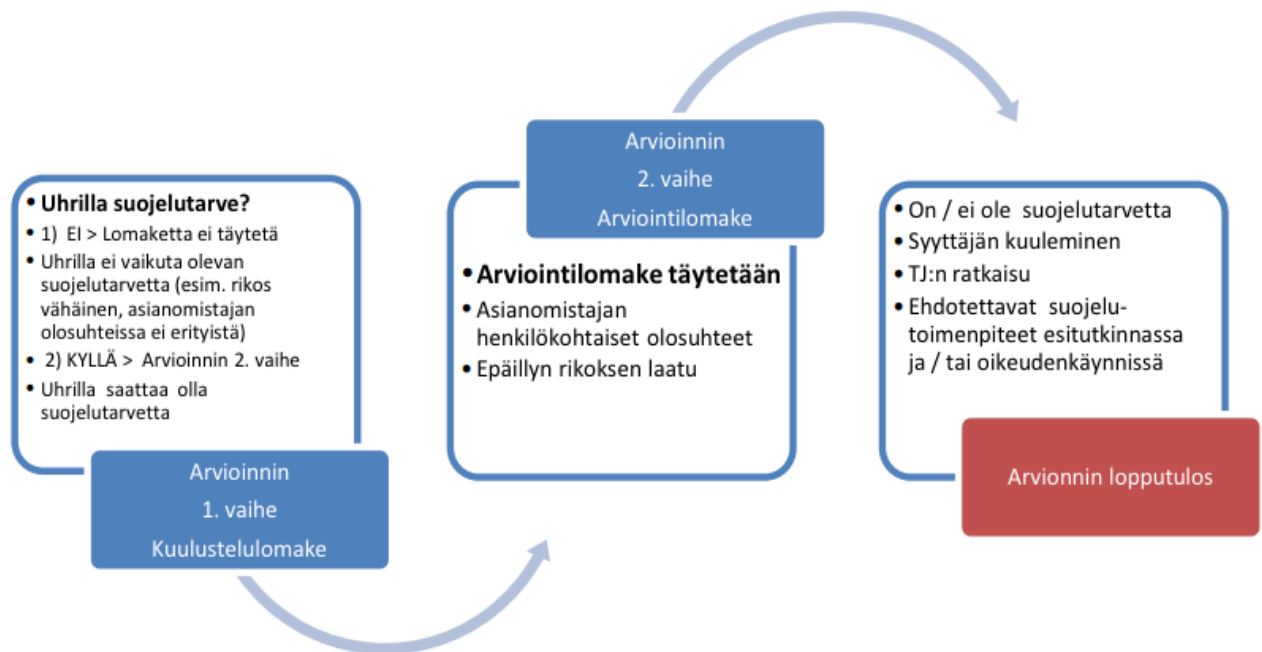 • Uhrilla suojelutarve?
• 1) EI > Lomaketta ei täytetä
• Uhrilla ei vaikuta olevan
suojelutarvetta (esim. rikos
vähäinen, asianomistajan
olosuhteissa ei erityistä)
• 2) KYLLÄ > Arvioinnin 2. vaihe
• Uhrilla saattaa olla
suojelutarvetta
Arvioinnin
1. vaihe
Kuulustelulomake
Arvioinnin
2. vaihe
Arviointilomake
• Arviointilomake täytetään
• Asianomistajan
henkilökohtaiset olosuhteet
• Epäillyn rikoksen laatu
• On / ei ole suojelutarvetta
• Syyttäjän kuuleminen
• TJ:n ratkaisu
• Ehdotettavat suojelu-
toimenpiteet esitutkinnassa
ja / tai oikeudenkäynnissä
Arvionnin lopputulos